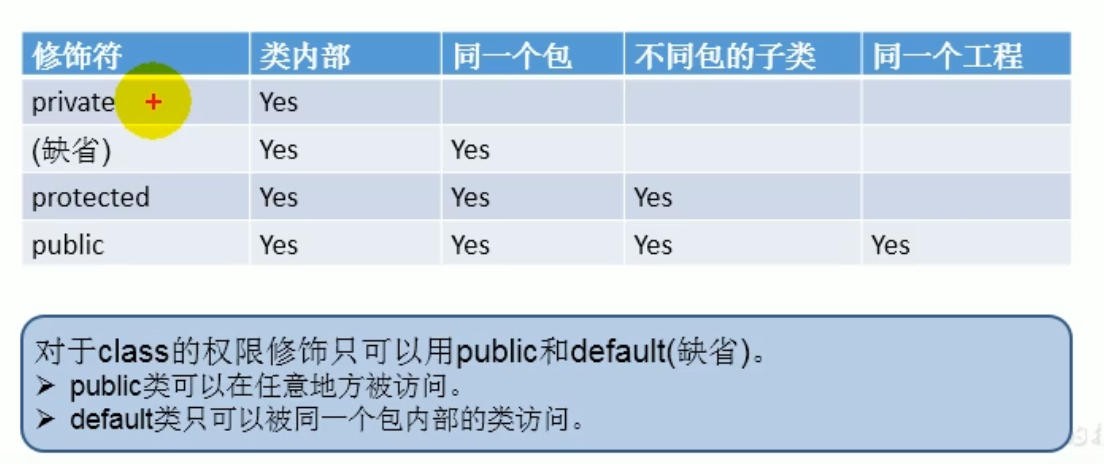 修饰符 类内部 同一个包 不同包的子类 同一个工程
private Yes
(缺省) Yes Yes
protected Yes Yes Yes
public Yes Yes Yes Yes
对于class的权限修饰只可以用public和default(缺省)。
➤ public类可以在任意地方被访问。
➤ default类只可以被同一个包内部的类访问。